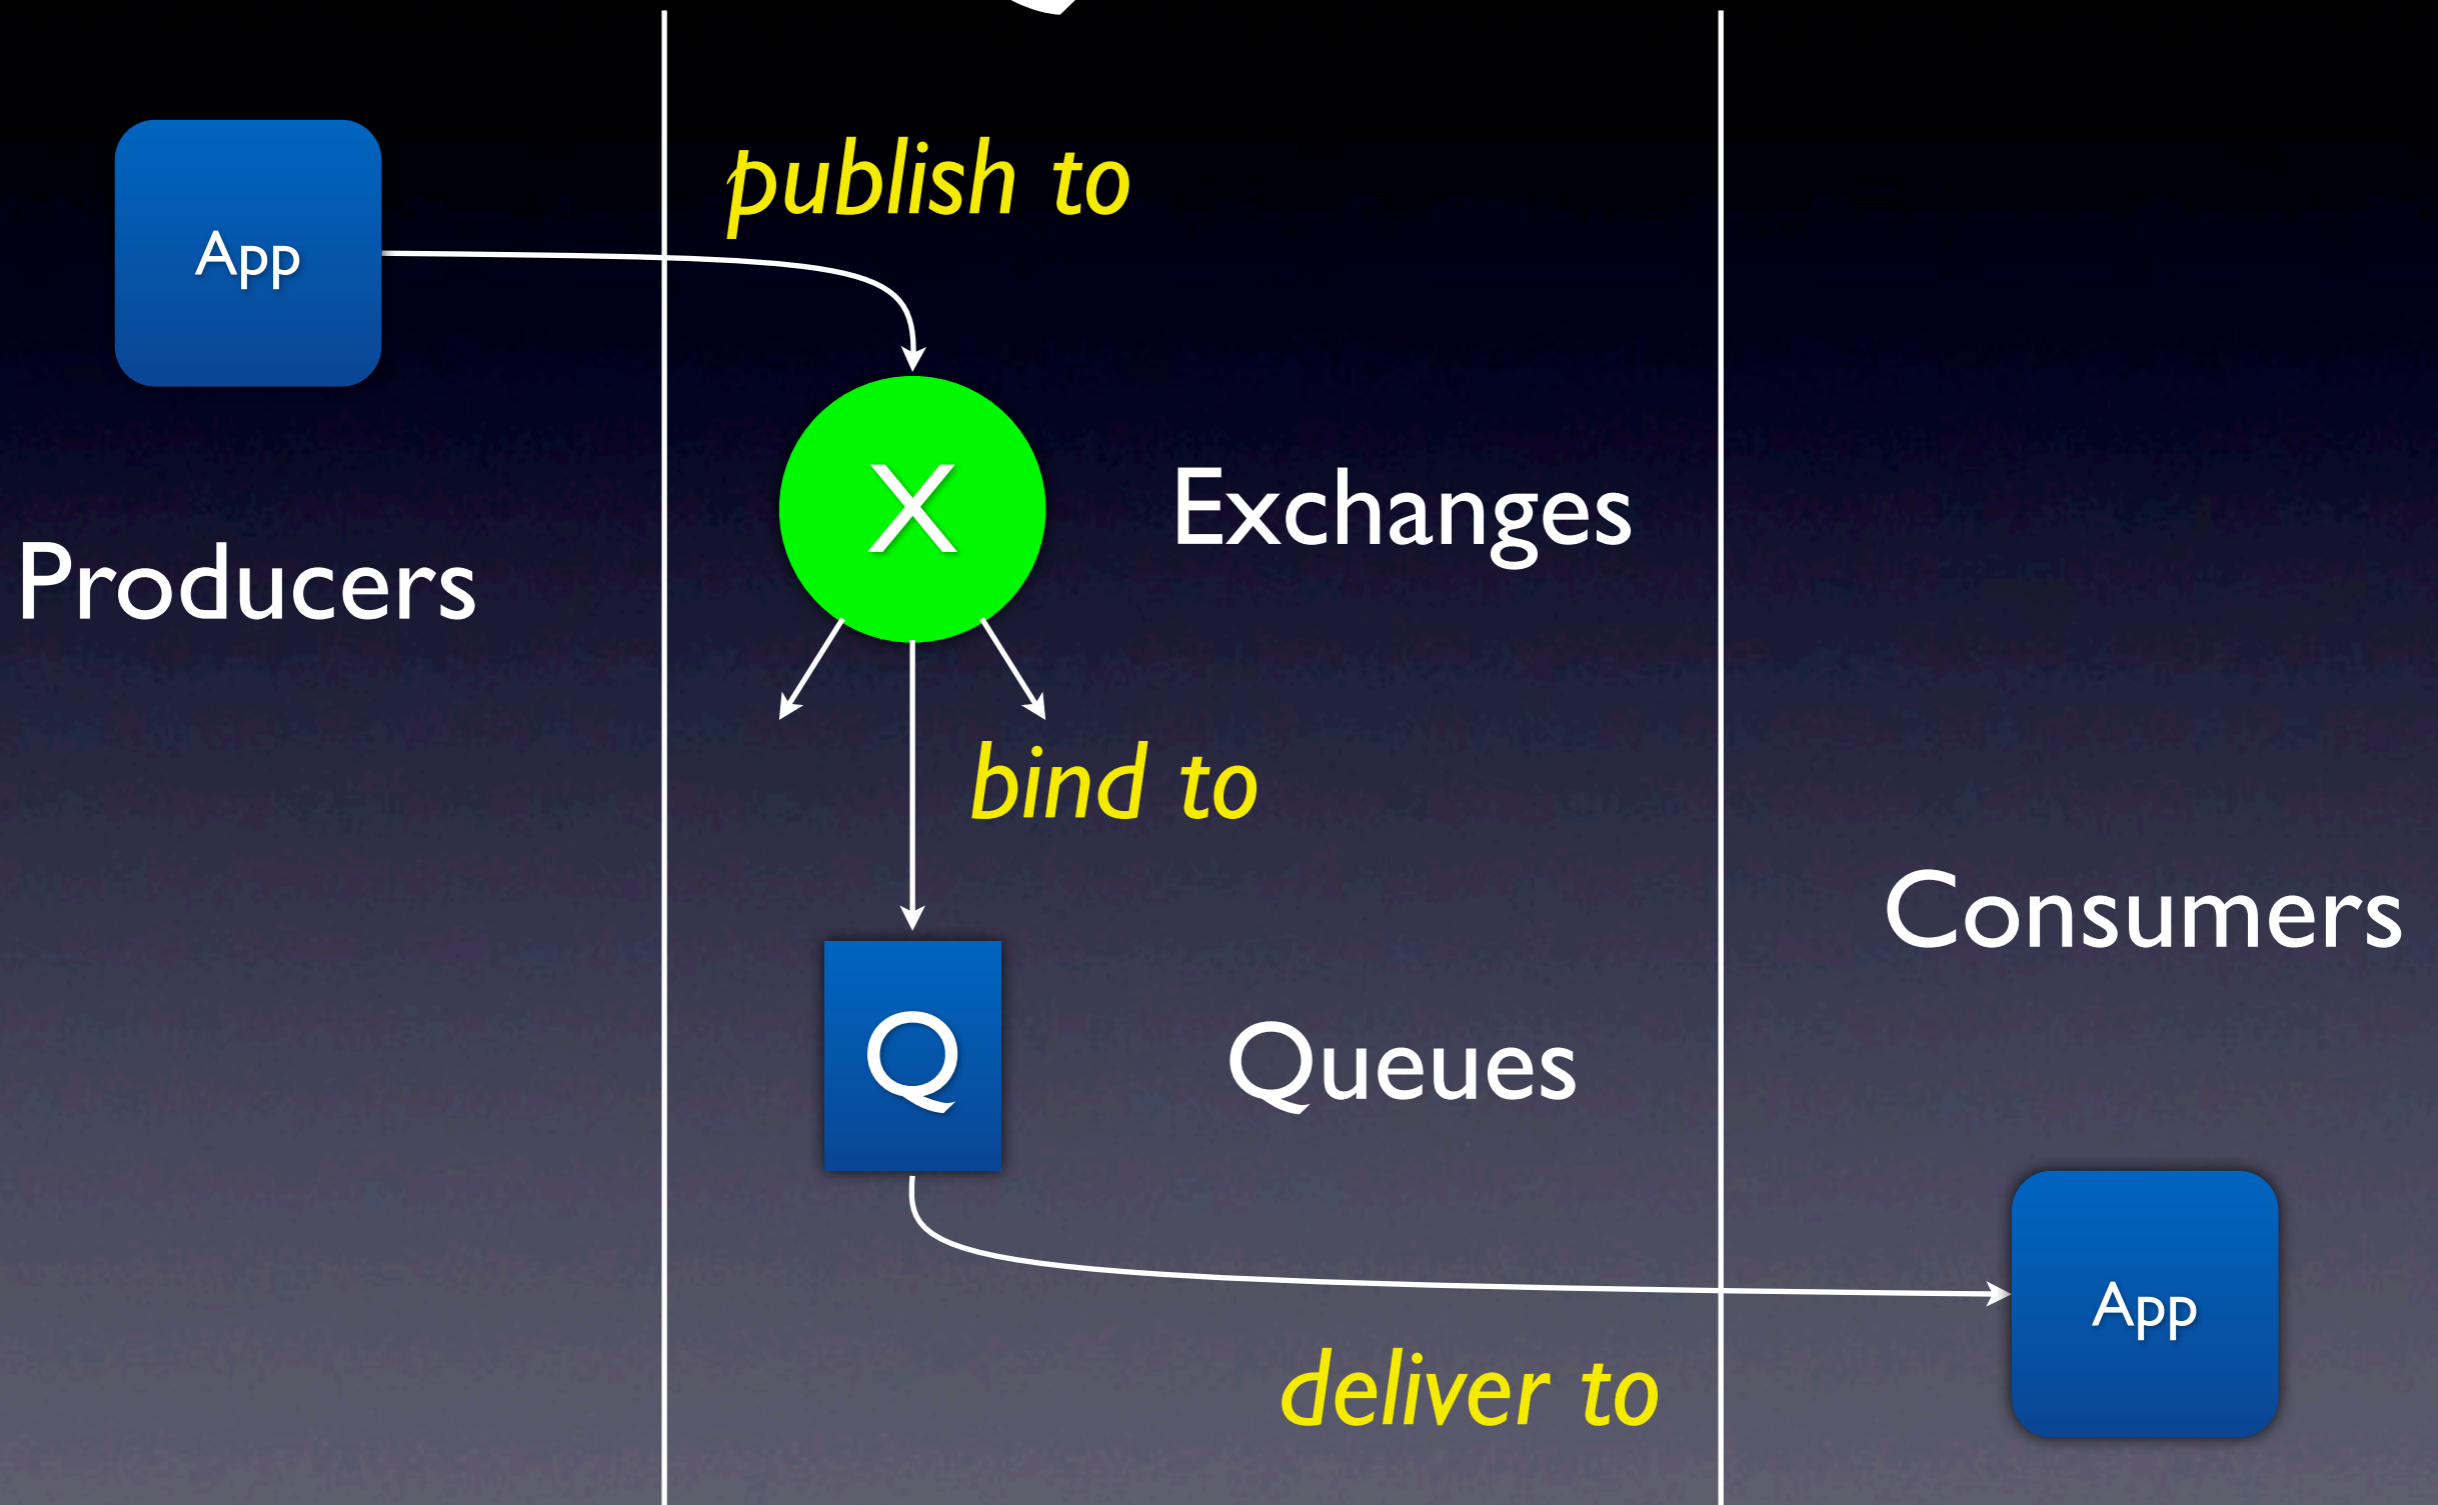 publish to
App
X
Exchanges
Producers
bind to
Consumers
Q
Queues
App
deliver to